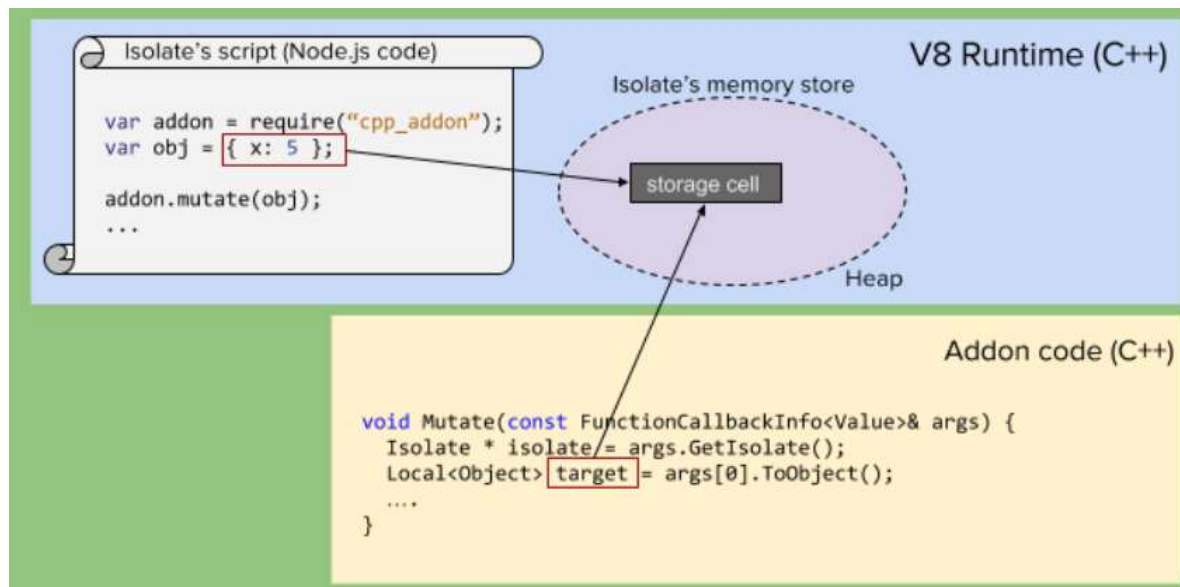 Isolate's script (Node.js code)
V8 Runtime (C++)
Isolate's memory store
var addon = require(“cpp_addon”);
var obj = { x: 5 };
storage cell
addon.mutate(obj);
...
Heap
Addon code (C++)
void Mutate(const FunctionCallbackInfo<Value>& args) {
Isolate * isolate = args.GetIsolate();
Local<Object> target = args[0].ToObject();
....
}